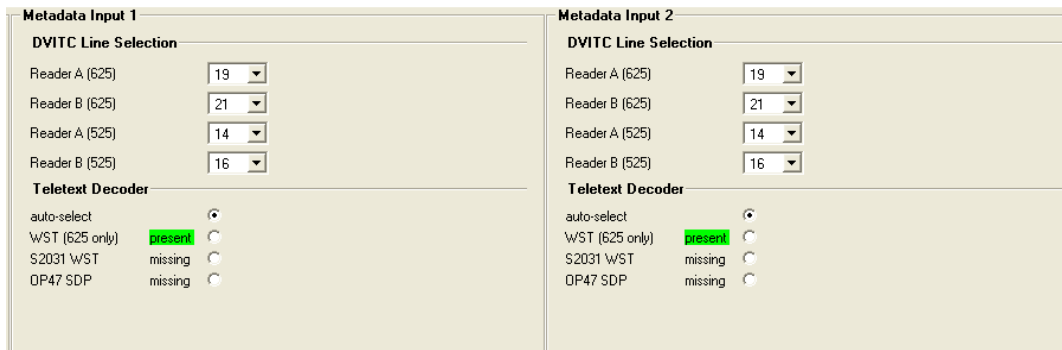 Metadata Input 1
DVITC Line Selection
Reader A (625) 19
Reader B (625) 21
Reader A (525) 14
Reader B (525) 16
Teletext Decoder
auto-select
WST (625 only) present
S2031 WST missing
OP47 SDP missing
Metadata Input 2
DVITC Line Selection
Reader A (625) 19
Reader B (625) 21
Reader A (525) 14
Reader B (525) 16
Teletext Decoder
auto-select
WST (625 only) present
S2031 WST missing
OP47 SDP missing